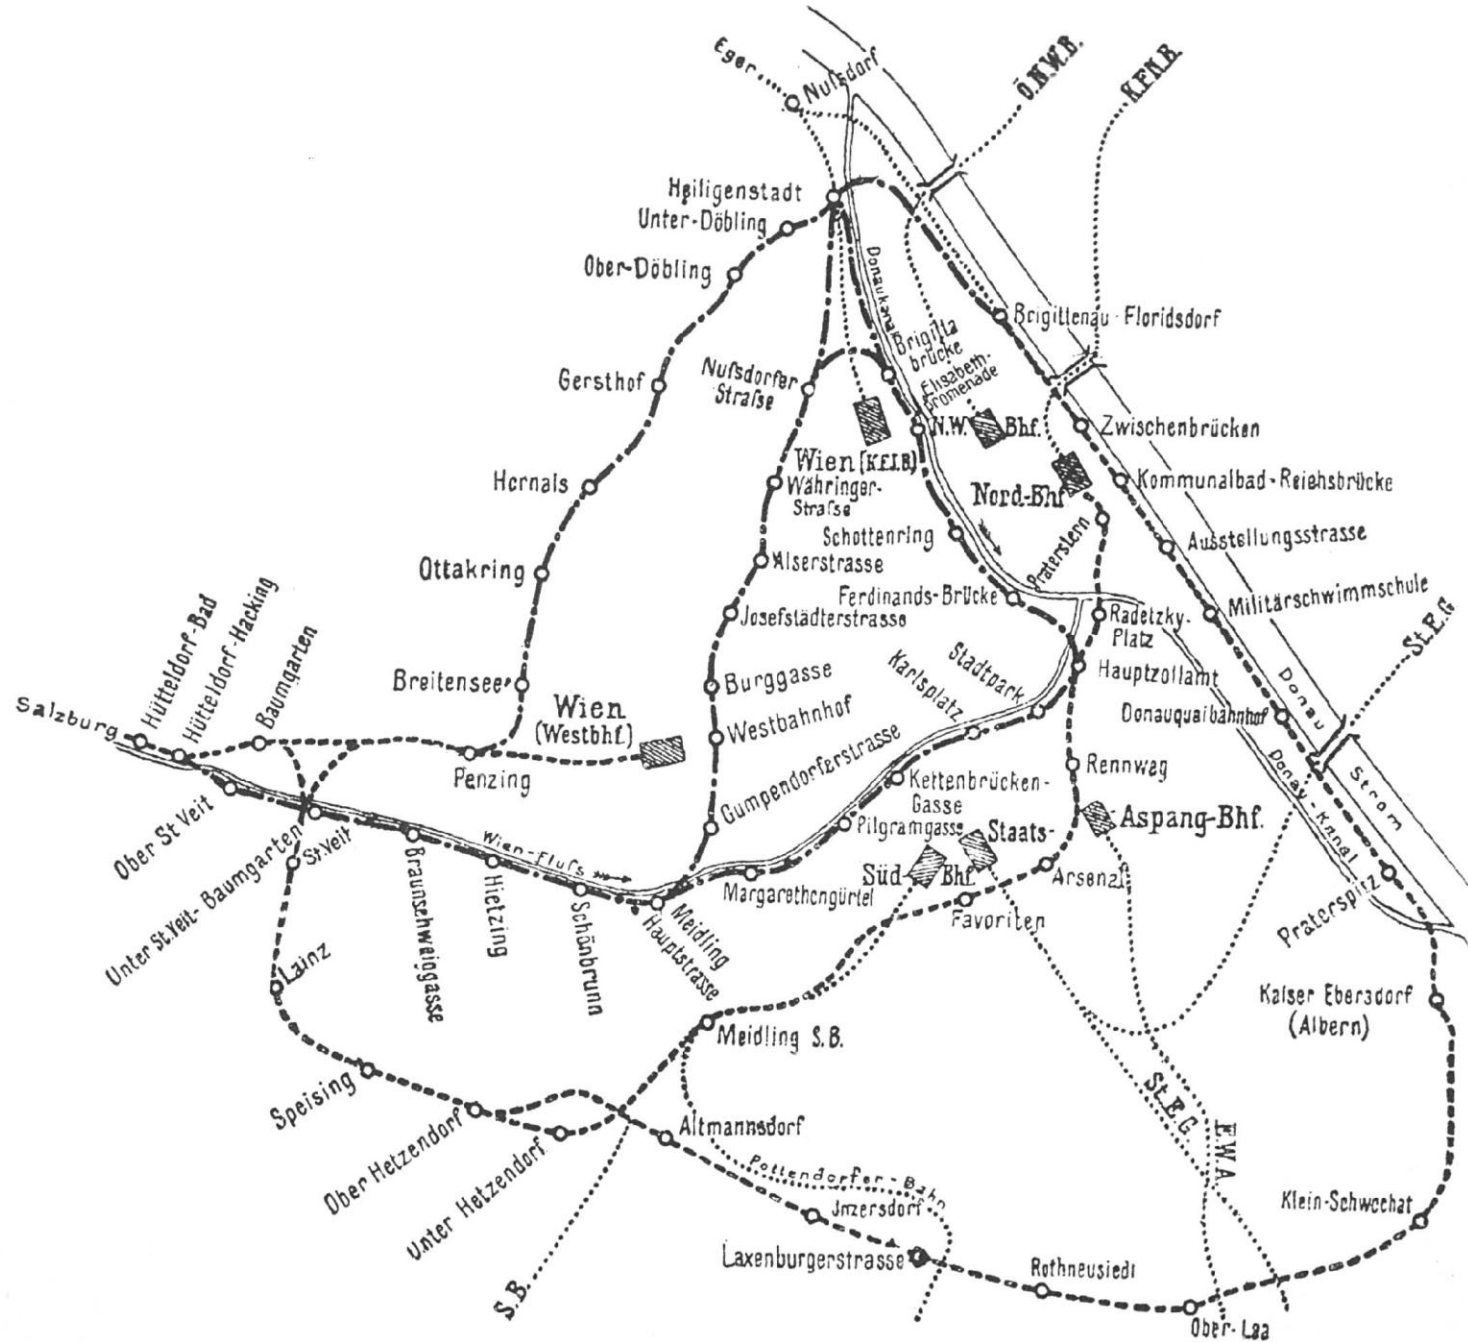 Eger
Nufsdorf
Ö.N.W.B.
K.F.N.B.
Heiligenstadt
Unter-Döbling
Ober-Döbling
Donaukanal
Brigitta
brücke
Elisabeth-
promenade
Brigittenau-Floridsdorf
Gersthof
Nufsdorfer
Strafse
N.W. Bhf.
Zwischenbrücken
Wien [K.F.I.B]
Hernals
Währinger-
Strafse
Nord-Bhf
Kommunalbad-Reichsbrücke
Schottenring
Praterstern
Ausstellungsstrasse
Ottakring
Alserstrasse
Ferdinands-Brücke
Militärschwimmschule
Josefstädterstrasse
Radetzky-
Platz
St.E.G
Hütteldorf-Bad
Hütteldorf-Hacking
Baumgarten
Breitensee
Burggasse
Karlsplatz
Stadtpark
Hauptzollamt
Salzburg
Wien
(Westbhf.)
Westbahnhof
Donauquaibahnhof
Donau
Strom
Penzing
Gumpendorferstrasse
Kettenbrücken-
Gasse
Rennweg
Donau-Kanal
Ober St Veit
Unter St.Veit-Baumgarten
St.Veit
Wien-Flufs
Pilgramgasse
Staats-
Aspang-Bhf.
Braunschweiggasse
Hietzing
Schönbrunn
Meidling
Hauptstrasse
Margarethengürtel
Süd Bhf.
Arsenal
Favoriten
Praterspitz
Lainz
Kaiser Ebersdorf
(Albern)
Meidling S.B.
Speising
Ober Hetzendorf
Unter Hetzendorf
Altmannsdorf
St.E.G.
E.W.A.
Pottendorfer-Bahn
Inzersdorf
Klein-Schwechat
Laxenburgerstrasse
Rothneusiedl
S.B.
Ober-Laa